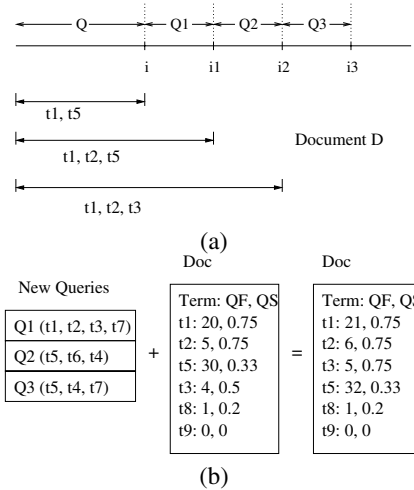 Q Q1 Q2 Q3
i i1 i2 i3
t1, t5
t1, t2, t5
Document D
t1, t2, t3
(a)
Doc Doc
New Queries
Q1 (t1, t2, t3, t7)
Q2 (t5, t6, t4)
Q3 (t5, t4, t7)
+
Term: QF, QS
t1: 20, 0.75
t2: 5, 0.75
t5: 30, 0.33
t3: 4, 0.5
t8: 1, 0.2
t9: 0, 0
=
Term: QF, QS
t1: 21, 0.75
t2: 6, 0.75
t3: 5, 0.75
t5: 32, 0.33
t8: 1, 0.2
t9: 0, 0
(b)